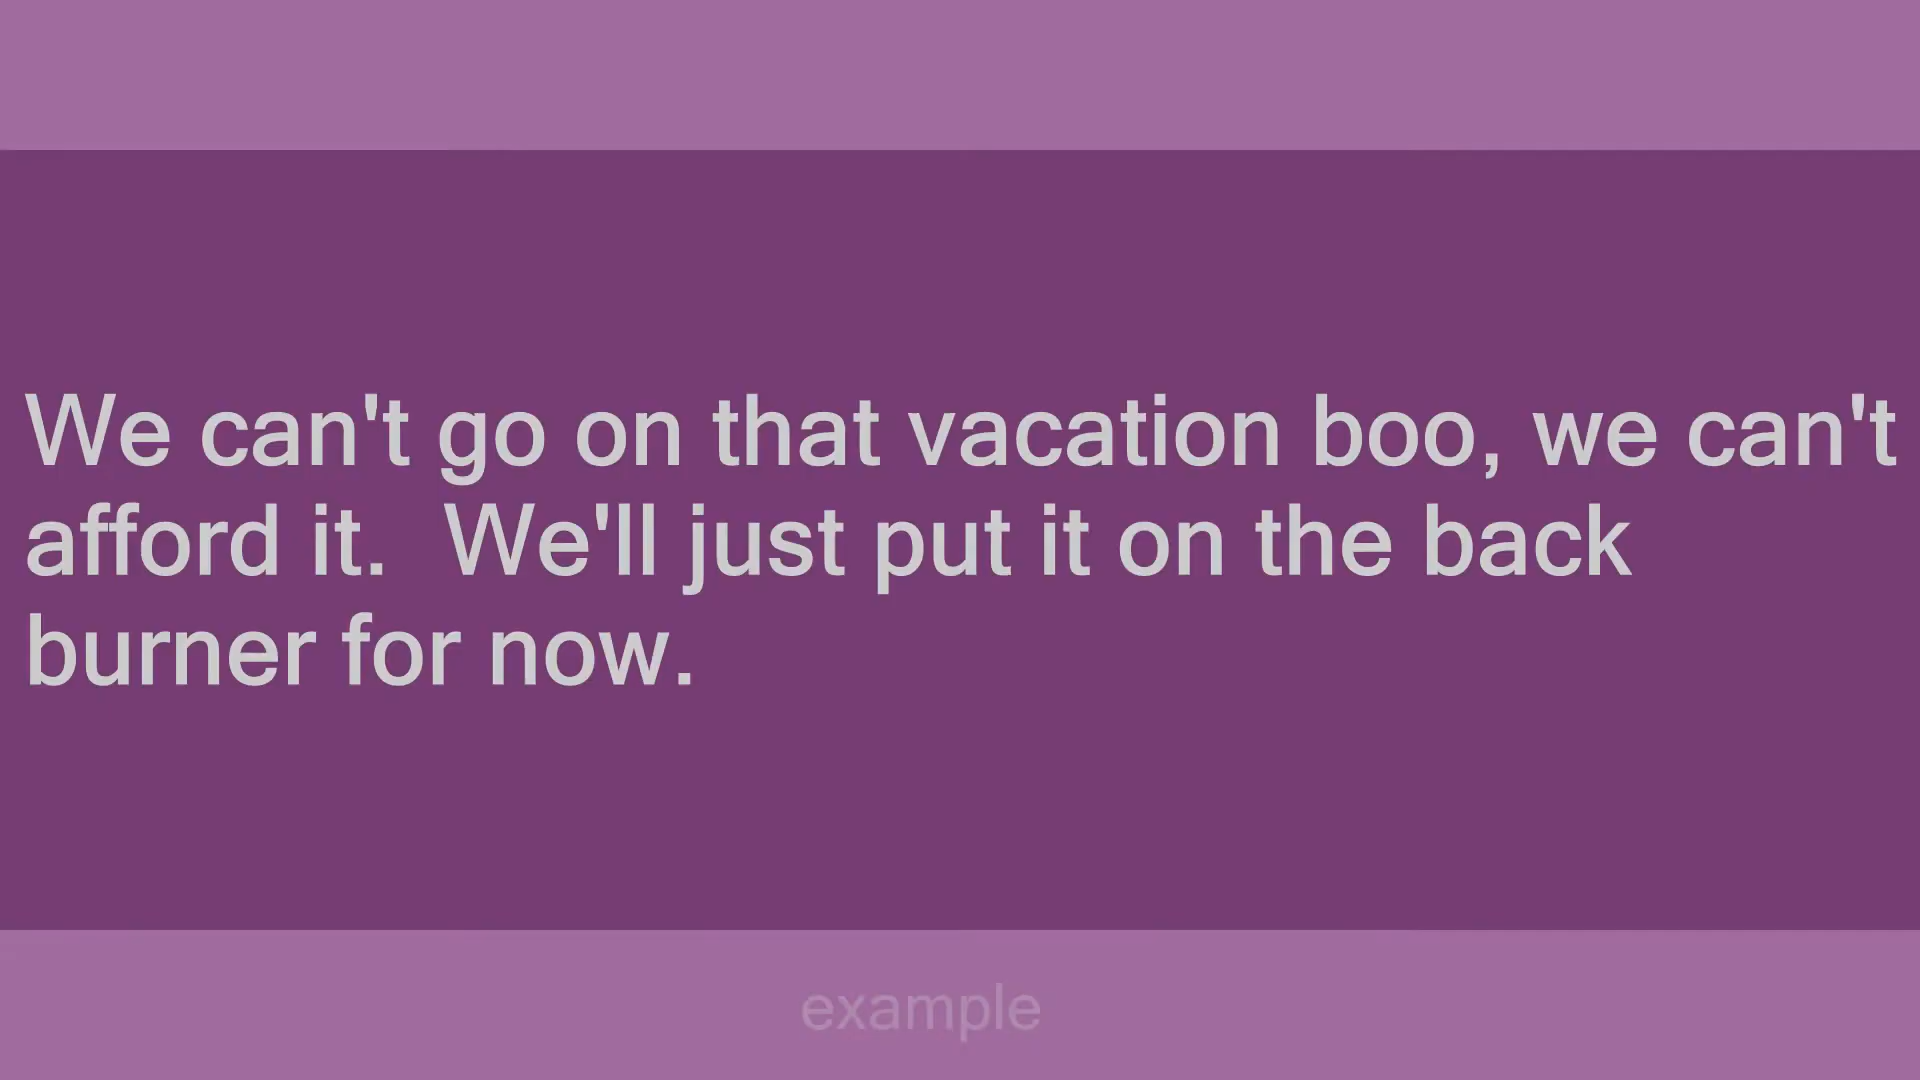 We can't go on that vacation boo, we can't
afford it.  We'll just put it on the back
burner for now.
example